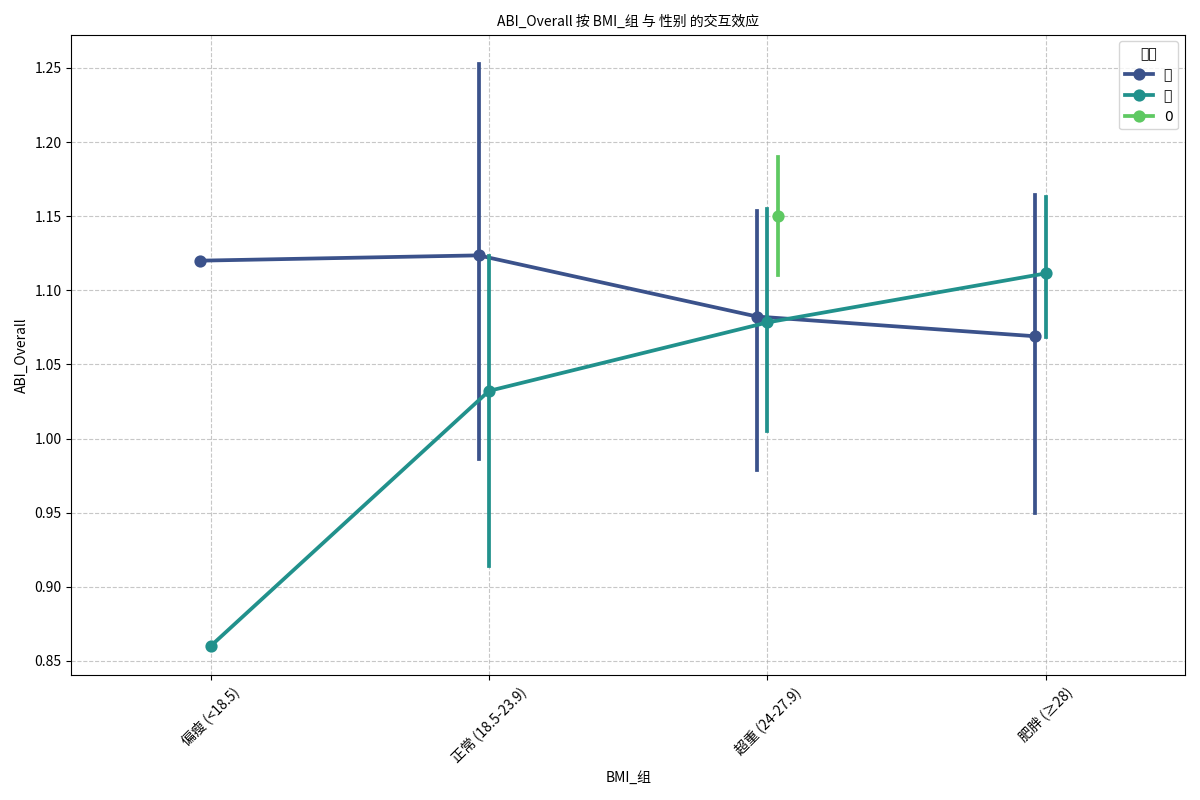 ABI_Overall 按 BMI_组 与 性别 的交互效应
0
1.25
1.20
1.15
1.10
1.05
1.00
0.95
0.90
0.85
ABI_Overall
偏瘦 (<18.5)
正常 (18.5-23.9)
超重 (24-27.9)
肥胖 (≥28)
BMI_组